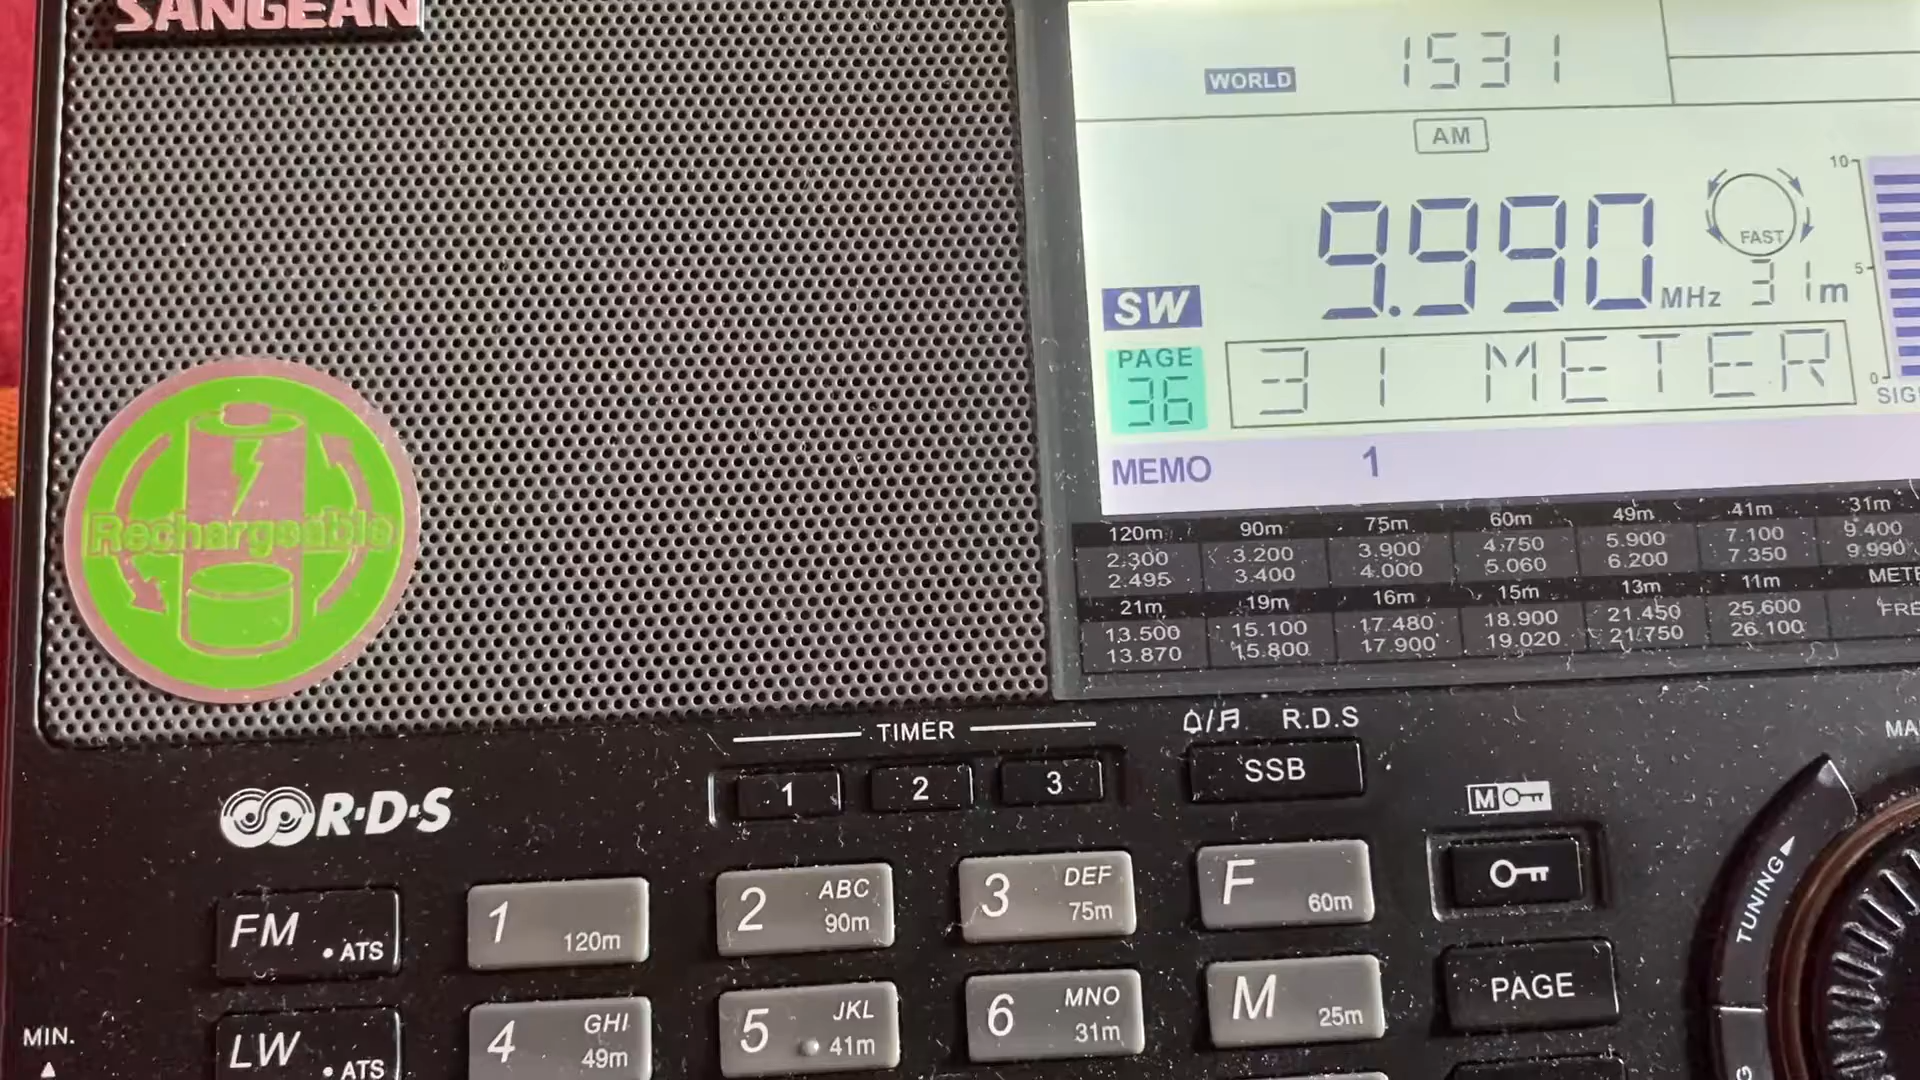 SANGEAN
WORLD 1531
AM
10
9.990 MHz
FAST
31m
5
SW
PAGE
36
31 METER
0
MEMO 1
120m 90m 75m 60m 49m 41m 31m
2.300 3.200 3.900 4.750 5.900 7.100 9.400
2.495 3.400 4.000 5.060 6.200 7.350 9.990
21m 19m 16m 15m 13m 11m
13.500 15.100 17.480 18.900 21.450 25.600
13.870 15.800 17.900 19.020 21.750 26.100
Rechargeable
TIMER
R.D.S
1 2 3 SSB
R·D·S
M
TUNING
FM • ATS
1 120m
2 ABC 90m
3 DEF 75m
F 60m
PAGE
MIN.
LW • ATS
4 GHI 49m
5 JKL 41m
6 MNO 31m
M 25m